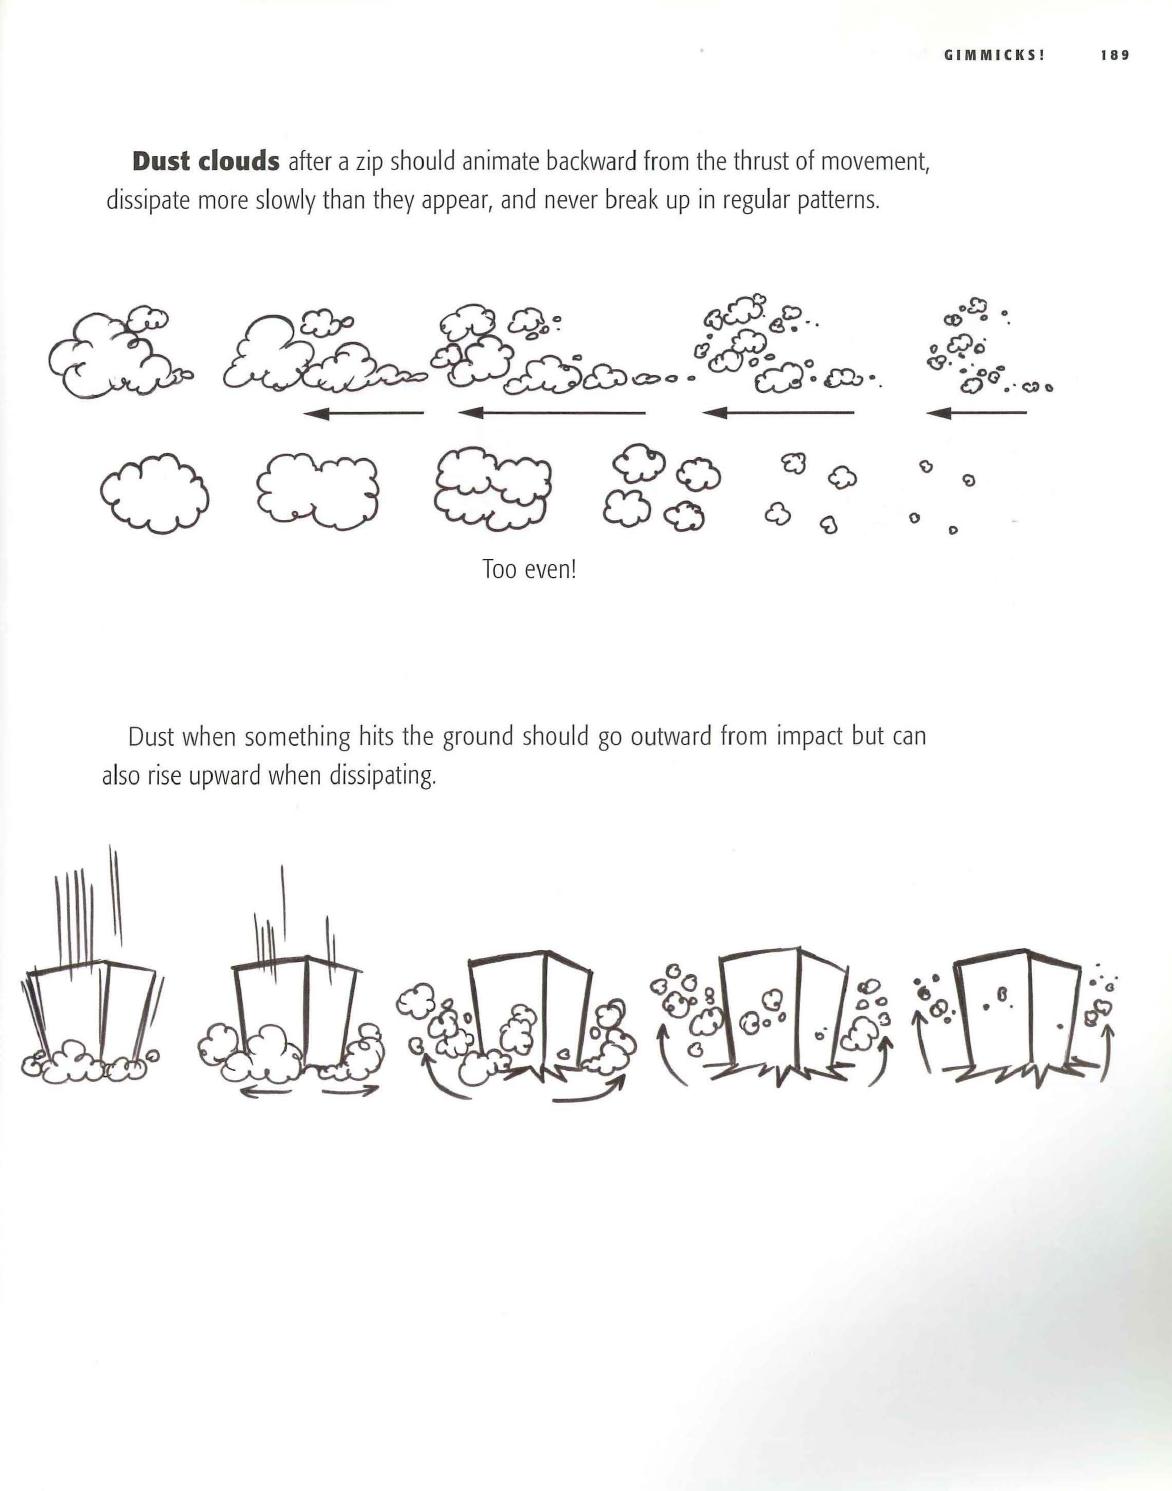 GIMMICKS! 189
Dust clouds after a zip should animate backward from the thrust of movement,
dissipate more slowly than they appear, and never break up in regular patterns.
Too even!
Dust when something hits the ground should go outward from impact but can
also rise upward when dissipating.